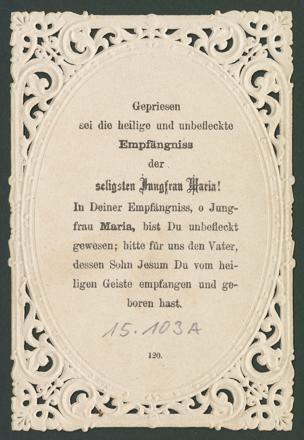 Gepriesen
sei die heilige und unbefleckte
Empfängniss
der
seligsten Jungfrau Maria!
In Deiner Empfängniss, o Jung-
frau Maria, bist Du unbefleckt
gewesen; bitte für uns den Vater,
dessen Sohn Jesum Du vom hei-
ligen Geiste empfangen und ge-
boren hast.
15.103A
120.